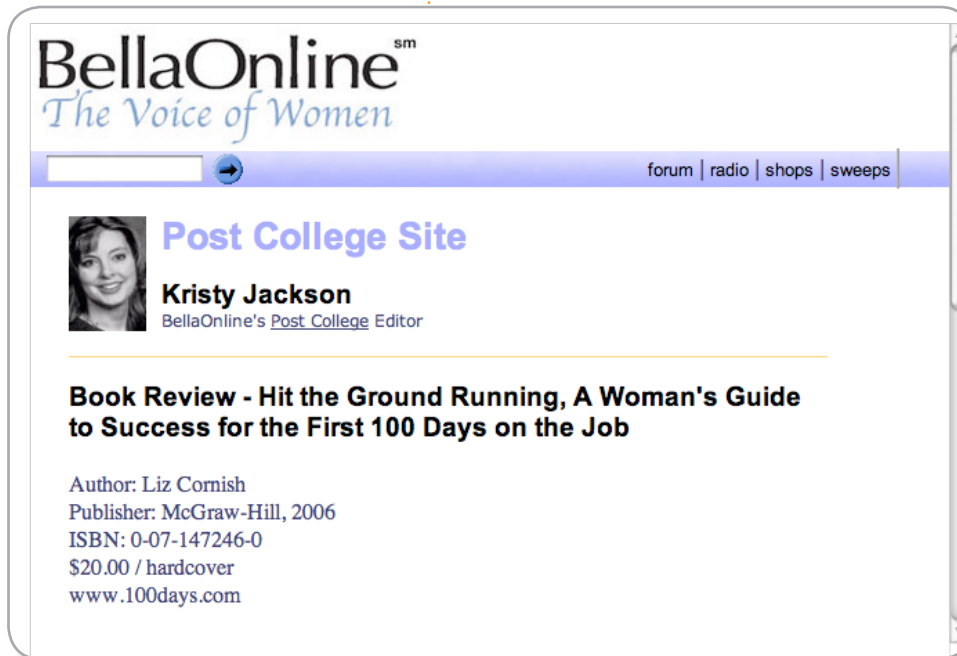 BellaOnline℠
The Voice of Women
forum | radio | shops | sweeps
Post College Site
Kristy Jackson
BellaOnline's Post College Editor
Book Review - Hit the Ground Running, A Woman's Guide
to Success for the First 100 Days on the Job
Author: Liz Cornish
Publisher: McGraw-Hill, 2006
ISBN: 0-07-147246-0
$20.00 / hardcover
www.100days.com